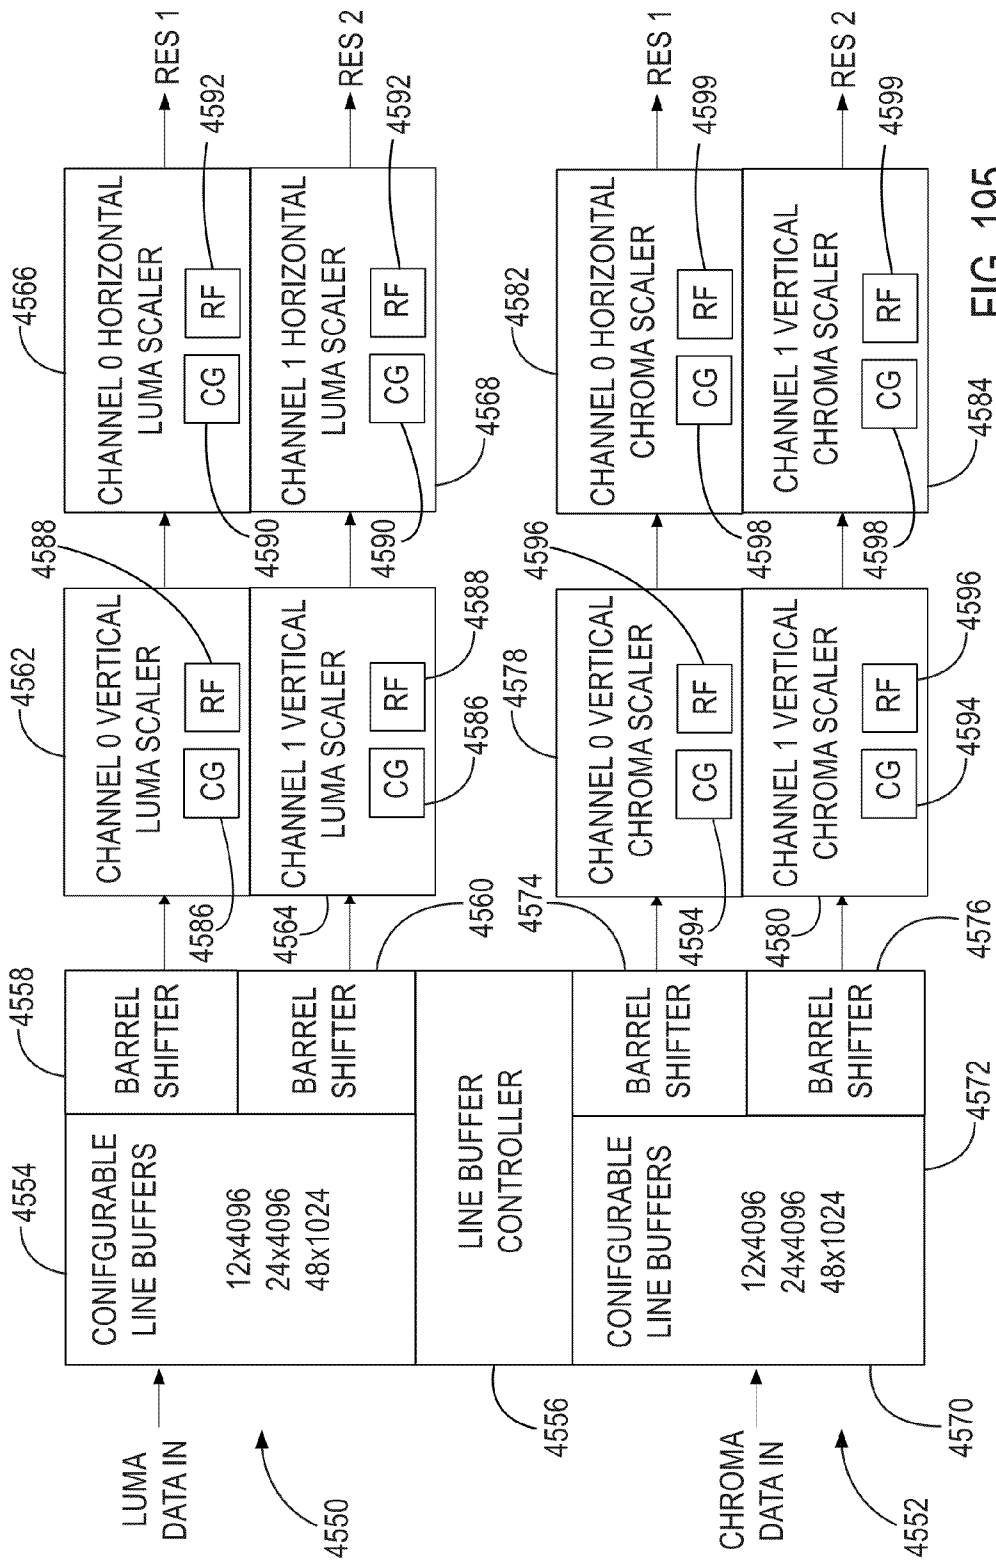 LUMA
DATA IN
4550
4554
CONIFGURABLE
LINE BUFFERS
12x4096
24x4096
48x1024
4558
BARREL
SHIFTER
BARREL
SHIFTER
4560
4556
LINE BUFFER
CONTROLLER
4562
CHANNEL 0 VERTICAL
LUMA SCALER
CG
RF
4586
4588
4564
CHANNEL 1 VERTICAL
LUMA SCALER
CG
RF
4586
4588
4566
CHANNEL 0 HORIZONTAL
LUMA SCALER
CG
RF
4590
4592
RES 1
CHANNEL 1 HORIZONTAL
LUMA SCALER
CG
RF
4590
4592
4568
RES 2
CHROMA
DATA IN
4552
4570
CONIFGURABLE
LINE BUFFERS
12x4096
24x4096
48x1024
4572
4574
BARREL
SHIFTER
BARREL
SHIFTER
4576
4578
CHANNEL 0 VERTICAL
CHROMA SCALER
CG
RF
4594
4596
4580
CHANNEL 1 VERTICAL
CHROMA SCALER
CG
RF
4594
4596
4582
CHANNEL 0 HORIZONTAL
CHROMA SCALER
CG
RF
4598
4599
RES 1
CHANNEL 1 VERTICAL
CHROMA SCALER
CG
RF
4598
4599
4584
RES 2
FIG. 195